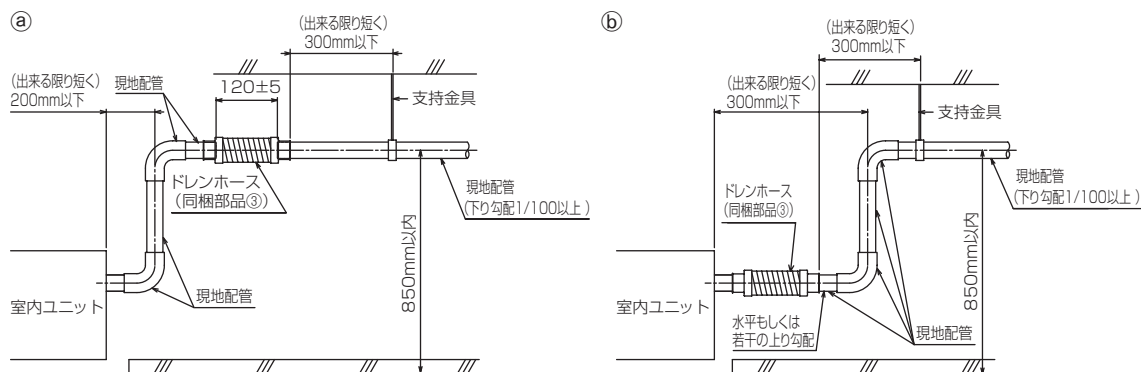 ⓐ
(出来る限り短く)
300mm以下
(出来る限り短く)
200mm以下
現地配管
120±5
支持金具
ドレンホース
(同梱部品③)
現地配管
(下り勾配1/100以上)
850mm以内
室内ユニット
現地配管
ⓑ
(出来る限り短く)
300mm以下
(出来る限り短く)
300mm以下
支持金具
ドレンホース
(同梱部品③)
現地配管
(下り勾配1/100以上)
850mm以内
室内ユニット
水平もしくは
若干の上り勾配
現地配管